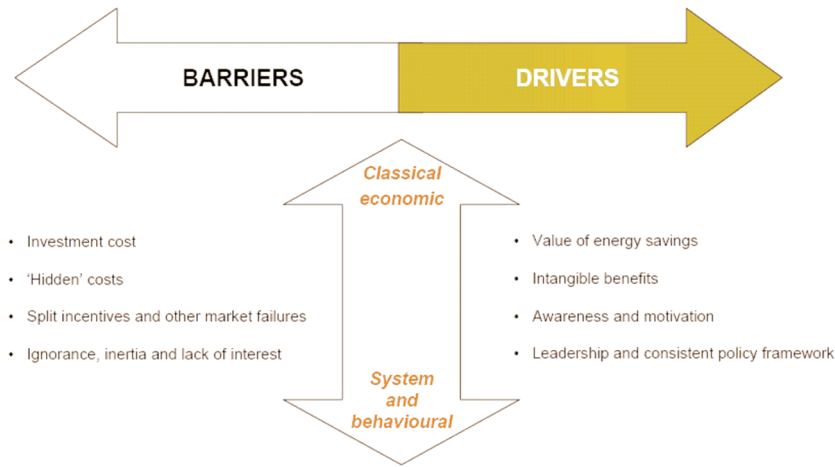 BARRIERS
DRIVERS
Classical
economic
• Investment cost
• 'Hidden' costs
• Split incentives and other market failures
• Ignorance, inertia and lack of interest
• Value of energy savings
• Intangible benefits
• Awareness and motivation
• Leadership and consistent policy framework
System
and
behavioural